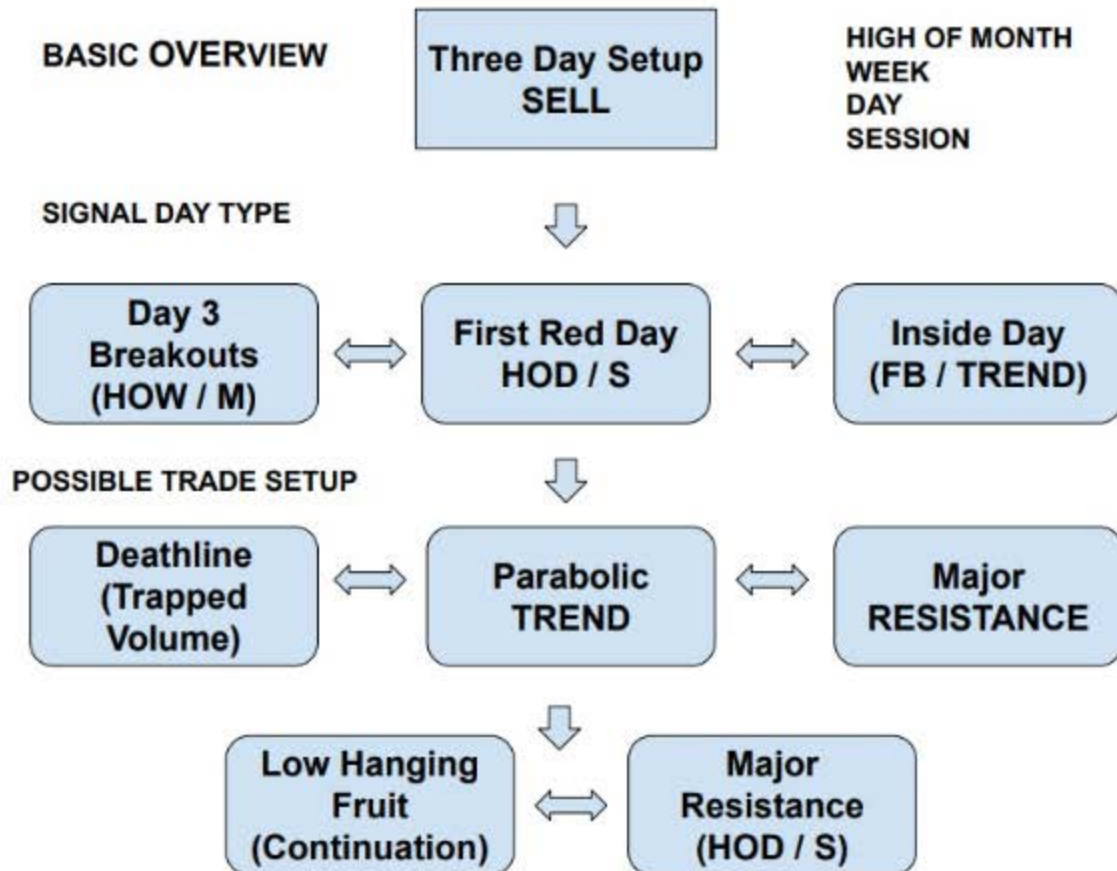 BASIC OVERVIEW
Three Day Setup
SELL
HIGH OF MONTH
WEEK
DAY
SESSION
SIGNAL DAY TYPE
Day 3
Breakouts
(HOW / M)
First Red Day
HOD / S
Inside Day
(FB / TREND)
POSSIBLE TRADE SETUP
Deathline
(Trapped
Volume)
Parabolic
TREND
Major
RESISTANCE
Low Hanging
Fruit
(Continuation)
Major
Resistance
(HOD / S)